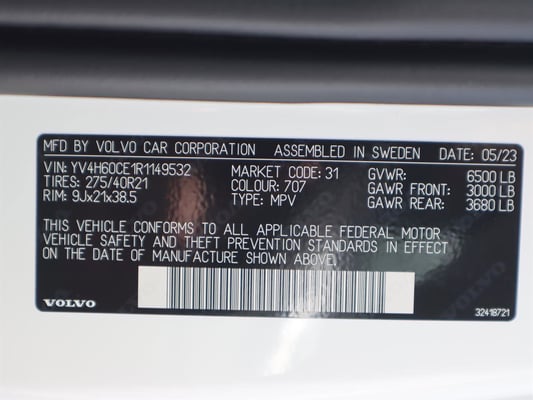 MFD BY VOLVO CAR CORPORATION ASSEMBLED IN SWEDEN DATE: 05/23
VIN: YV4H60CE1R1149532 MARKET CODE: 31 GVWR: 6500 LB
TIRES: 275/40R21 COLOUR: 707 GAWR FRONT: 3000 LB
RIM: 9Jx21x38.5 TYPE: MPV GAWR REAR: 3680 LB
THIS VEHICLE CONFORMS TO ALL APPLICABLE FEDERAL MOTOR
VEHICLE SAFETY AND THEFT PREVENTION STANDARDS IN EFFECT
ON THE DATE OF MANUFACTURE SHOWN ABOVE.
VOLVO 32418721